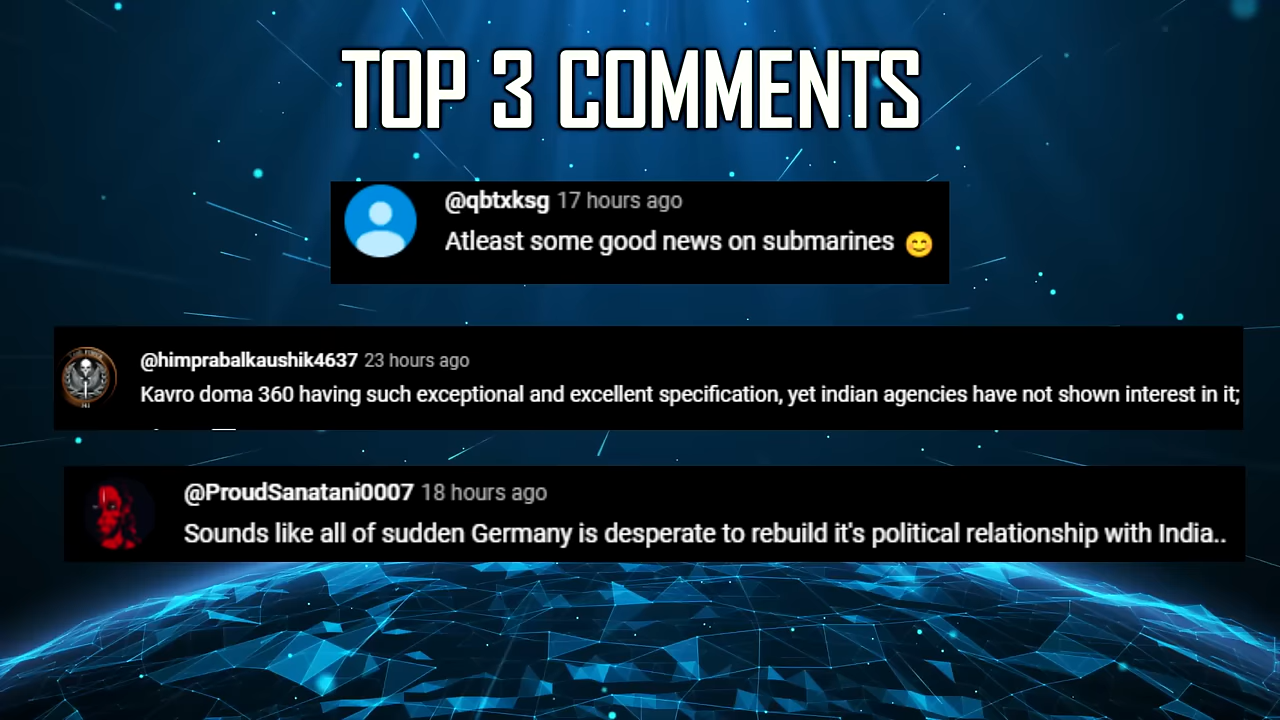 TOP 3 COMMENTS
@qbtxksg 17 hours ago
Atleast some good news on submarines 😊
@himprabalkaushik4637 23 hours ago
Kavro doma 360 having such exceptional and excellent specification, yet indian agencies have not shown interest in it;
@ProudSanatani0007 18 hours ago
Sounds like all of sudden Germany is desperate to rebuild it's political relationship with India..